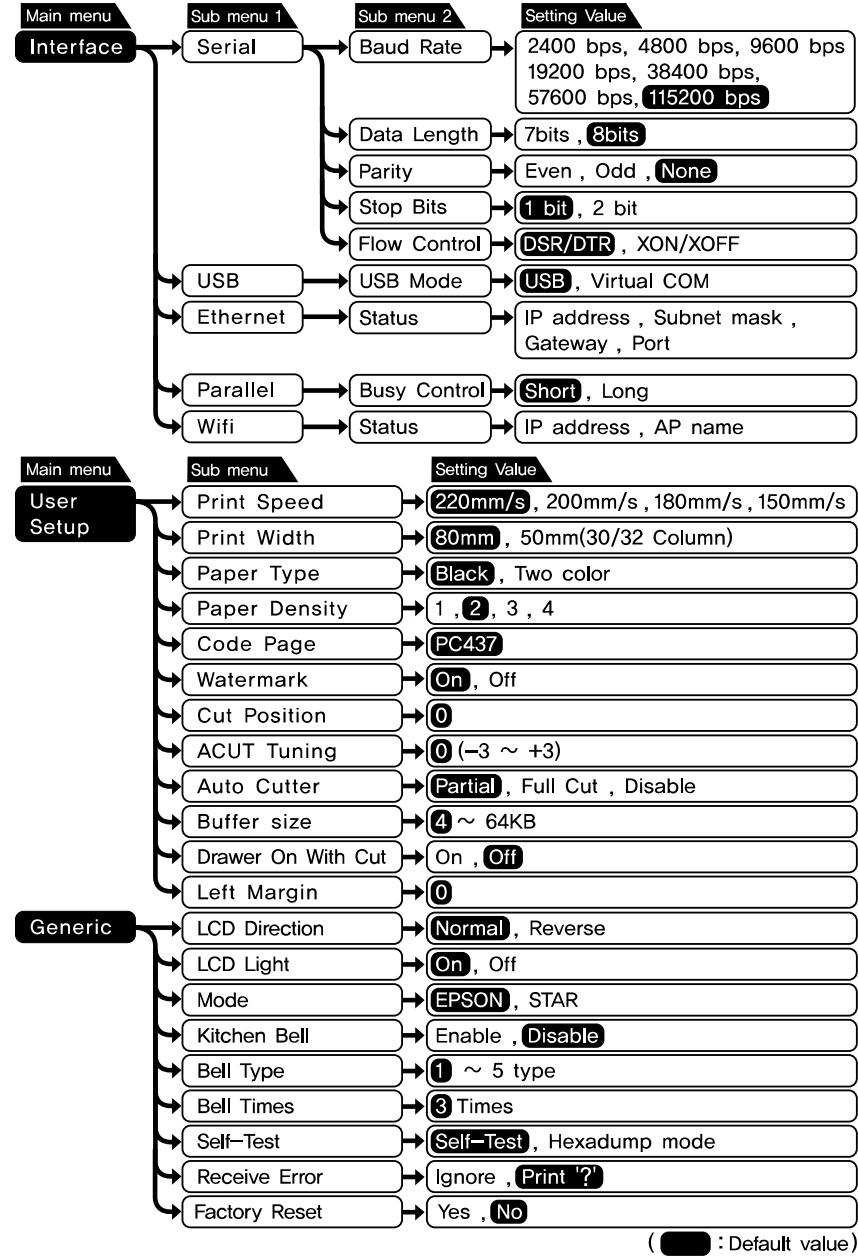 Main menu Sub menu 1 Sub menu 2 Setting Value
Interface Serial Baud Rate 2400 bps, 4800 bps, 9600 bps
19200 bps, 38400 bps,
57600 bps, 115200 bps
Data Length 7bits , 8bits
Parity Even , Odd , None
Stop Bits 1 bit , 2 bit
Flow Control DSR/DTR , XON/XOFF
USB USB Mode USB , Virtual COM
Ethernet Status IP address , Subnet mask ,
Gateway , Port
Parallel Busy Control Short , Long
Wifi Status IP address , AP name
Main menu Sub menu Setting Value
User Print Speed 220mm/s , 200mm/s , 180mm/s , 150mm/s
Setup
Print Width 80mm , 50mm(30/32 Column)
Paper Type Black , Two color
Paper Density 1 , 2 , 3 , 4
Code Page PC437
Watermark On , Off
Cut Position 0
ACUT Tuning 0 (−3 ~ +3)
Auto Cutter Partial , Full Cut , Disable
Buffer size 4 ~ 64KB
Drawer On With Cut On , Off
Left Margin 0
Generic LCD Direction Normal , Reverse
LCD Light On , Off
Mode EPSON , STAR
Kitchen Bell Enable , Disable
Bell Type 1 ~ 5 type
Bell Times 3 Times
Self−Test Self−Test , Hexadump mode
Receive Error Ignore , Print '?'
Factory Reset Yes , No
( : Default value)